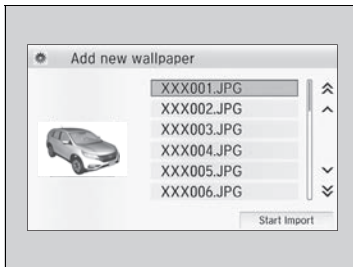 Add new wallpaper
XXX001.JPG
XXX002.JPG
XXX003.JPG
XXX004.JPG
XXX005.JPG
XXX006.JPG
Start Import